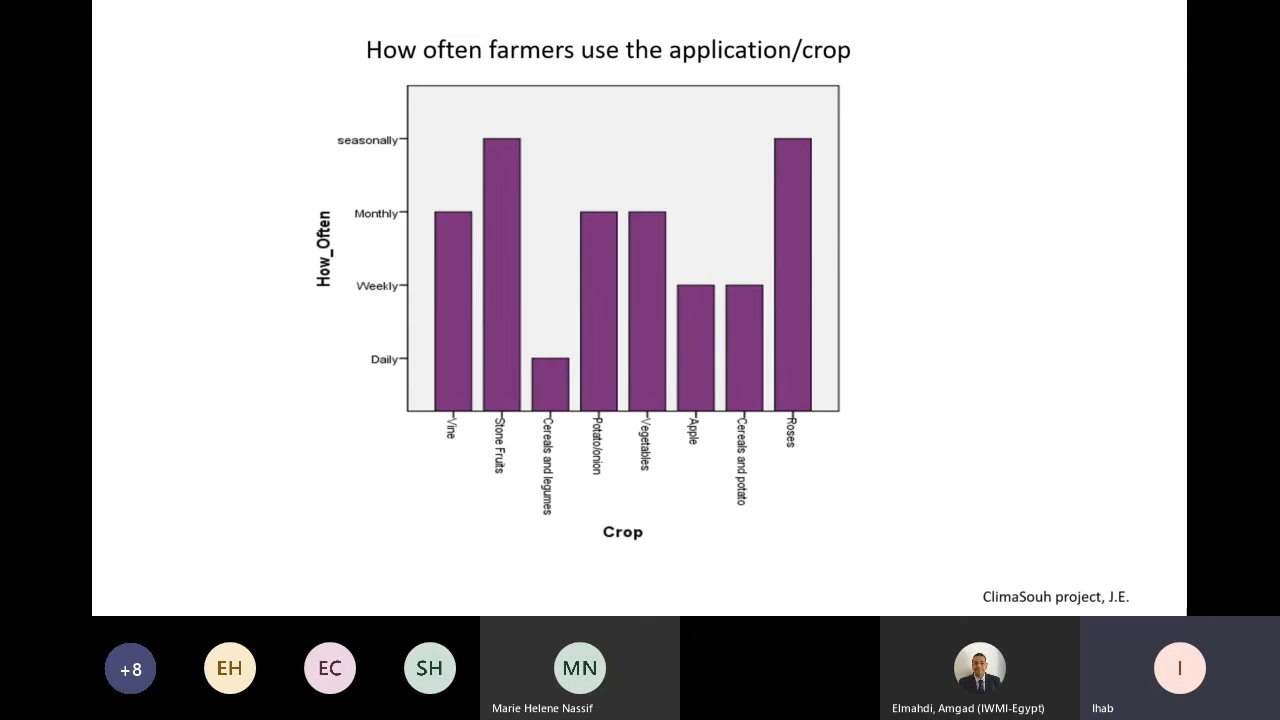 How often farmers use the application/crop
seasonally
Monthly
Weekly
Daily
How_Often
Vine
Stone Fruits
Cereals and legumes
Potato/onion
Vegetables
Apple
Cereals and potato
Roses
Crop
ClimaSouh project, J.E.
+8
EH
EC
SH
MN
I
Marie Helene Nassif
Elmahdi, Amgad (IWMI-Egypt)
Ihab